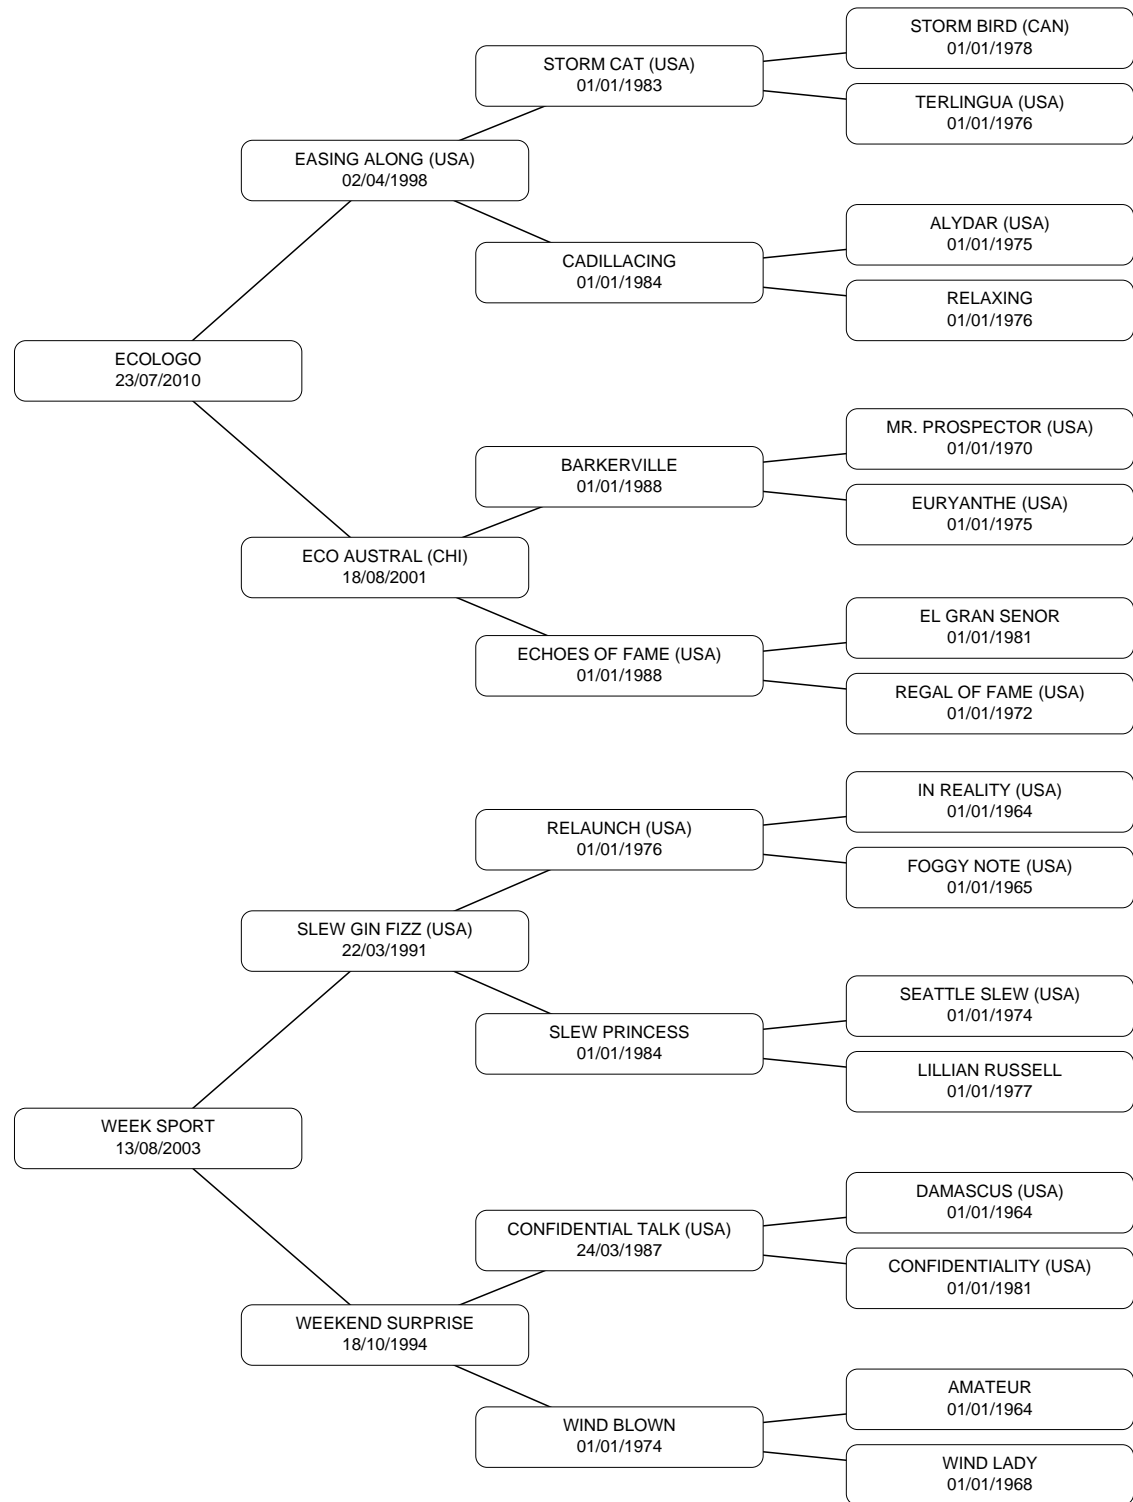 STORM BIRD (CAN)
01/01/1978
STORM CAT (USA)
01/01/1983
TERLINGUA (USA)
01/01/1976
EASING ALONG (USA)
02/04/1998
ALYDAR (USA)
01/01/1975
CADILLACING
01/01/1984
RELAXING
01/01/1976
ECOLOGO
23/07/2010
MR. PROSPECTOR (USA)
01/01/1970
BARKERVILLE
01/01/1988
EURYANTHE (USA)
01/01/1975
ECO AUSTRAL (CHI)
18/08/2001
EL GRAN SENOR
01/01/1981
ECHOES OF FAME (USA)
01/01/1988
REGAL OF FAME (USA)
01/01/1972
IN REALITY (USA)
01/01/1964
RELAUNCH (USA)
01/01/1976
FOGGY NOTE (USA)
01/01/1965
SLEW GIN FIZZ (USA)
22/03/1991
SEATTLE SLEW (USA)
01/01/1974
SLEW PRINCESS
01/01/1984
LILLIAN RUSSELL
01/01/1977
WEEK SPORT
13/08/2003
DAMASCUS (USA)
01/01/1964
CONFIDENTIAL TALK (USA)
24/03/1987
CONFIDENTIALITY (USA)
01/01/1981
WEEKEND SURPRISE
18/10/1994
AMATEUR
01/01/1964
WIND BLOWN
01/01/1974
WIND LADY
01/01/1968